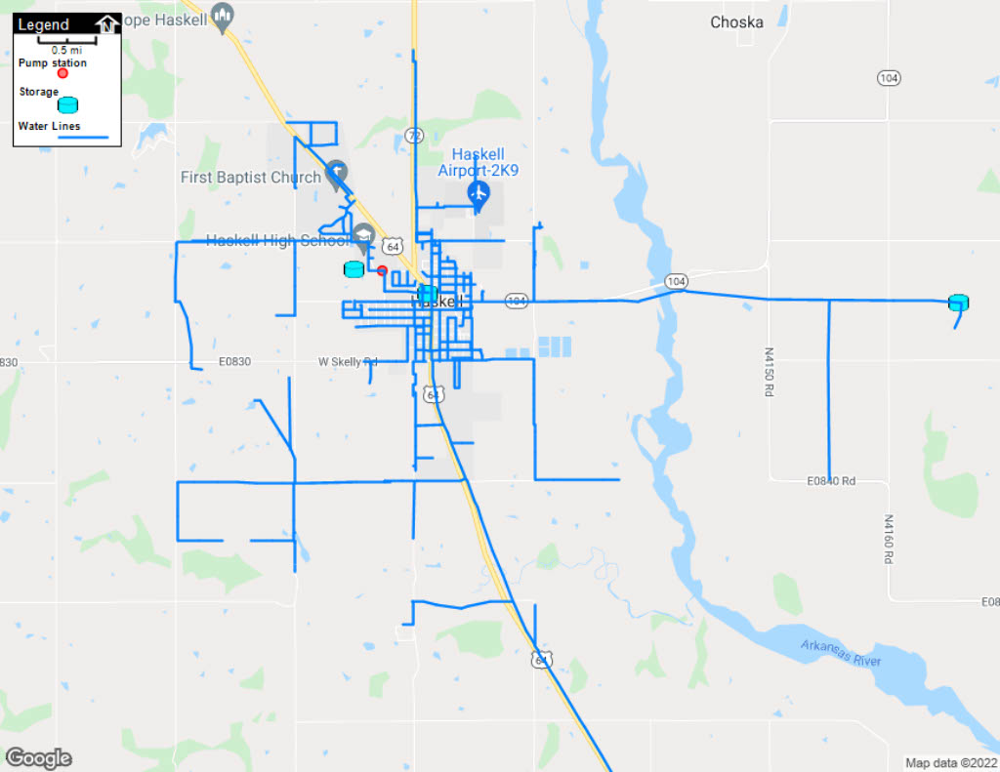 Legend
N
0.5 mi
Pump station
Storage
Water Lines
ope Haskell
Choska
104
72
Haskell
Airport-2K9
First Baptist Church
Haskell High School
64
104
104
Haskell
830
E0830
W Skelly Rd
N4150 Rd
64
E0840 Rd
N4160 Rd
E08
Arkansas River
64
Google
Map data ©2022